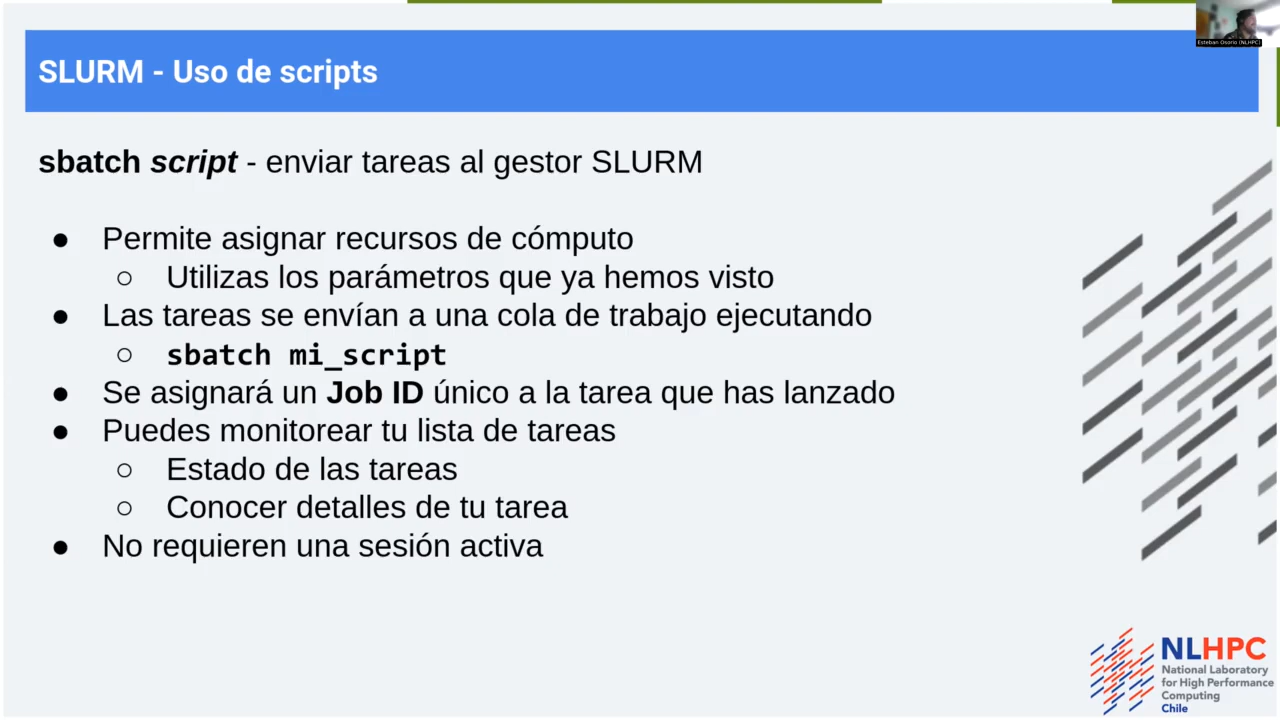 Esteban Osorio (NLHPC)
SLURM - Uso de scripts
sbatch script - enviar tareas al gestor SLURM
● Permite asignar recursos de cómputo
○ Utilizas los parámetros que ya hemos visto
● Las tareas se envían a una cola de trabajo ejecutando
○ sbatch mi_script
● Se asignará un Job ID único a la tarea que has lanzado
● Puedes monitorear tu lista de tareas
○ Estado de las tareas
○ Conocer detalles de tu tarea
● No requieren una sesión activa
NLHPC
National Laboratory
for High Performance
Computing
Chile